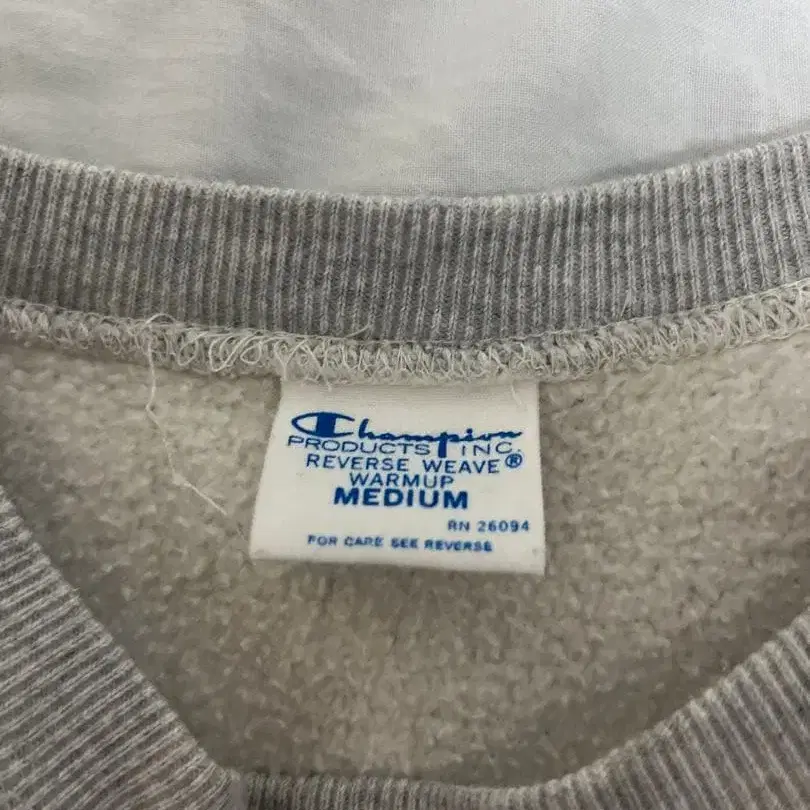 Champion
PRODUCTS INC.
REVERSE WEAVE®
WARMUP
MEDIUM
RN 26094
FOR CARE SEE REVERSE